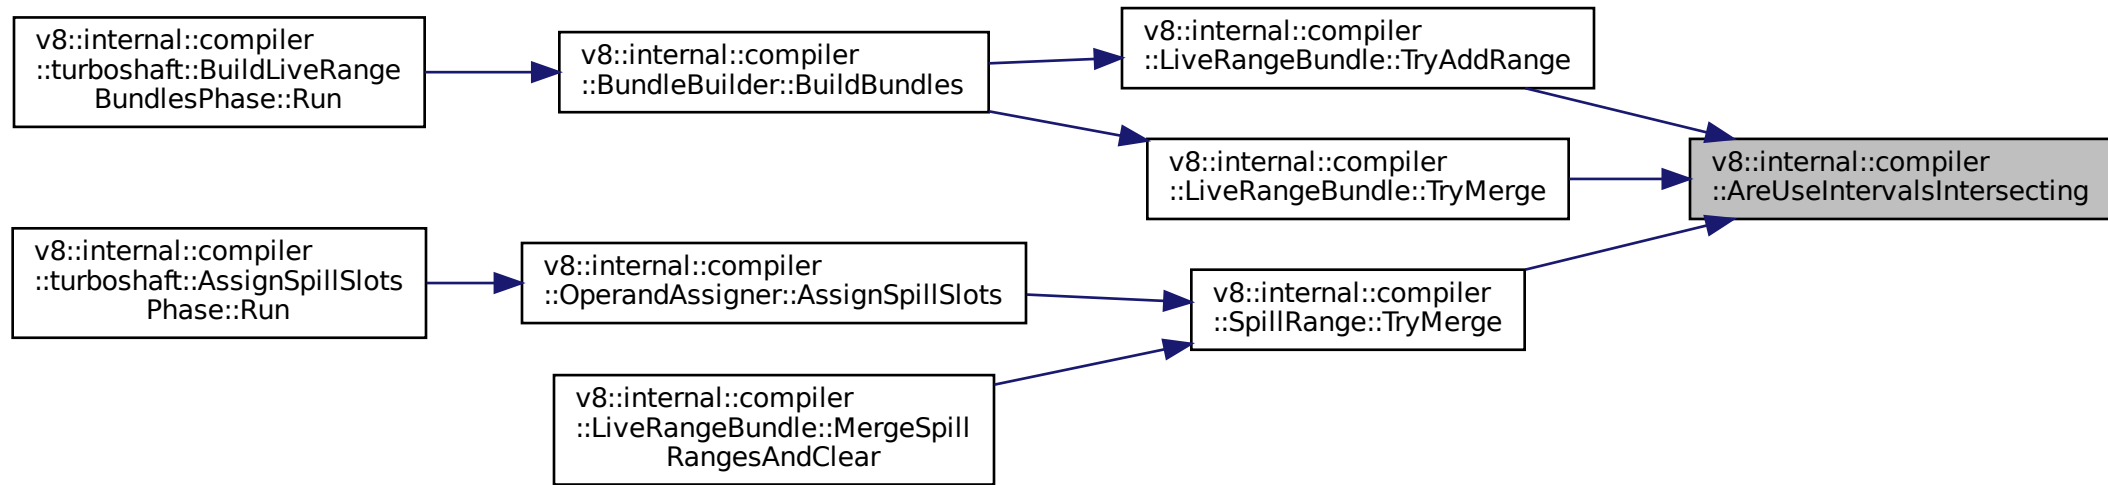 v8::internal::compiler
::turboshaft::BuildLiveRange
BundlesPhase::Run
v8::internal::compiler
::BundleBuilder::BuildBundles
v8::internal::compiler
::LiveRangeBundle::TryAddRange
v8::internal::compiler
::LiveRangeBundle::TryMerge
v8::internal::compiler
::AreUseIntervalsIntersecting
v8::internal::compiler
::turboshaft::AssignSpillSlots
Phase::Run
v8::internal::compiler
::OperandAssigner::AssignSpillSlots
v8::internal::compiler
::SpillRange::TryMerge
v8::internal::compiler
::LiveRangeBundle::MergeSpill
RangesAndClear